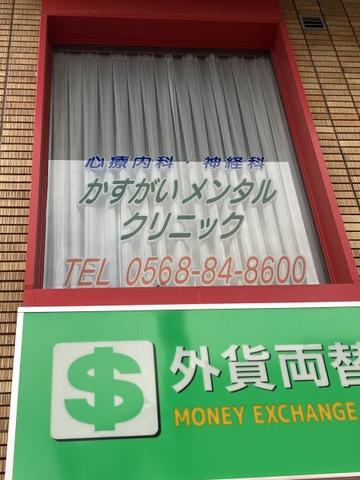 心療内科・神経科
かすがいメンタル
クリニック
TEL 0568-84-8600
$
外貨両替
MONEY EXCHANGE